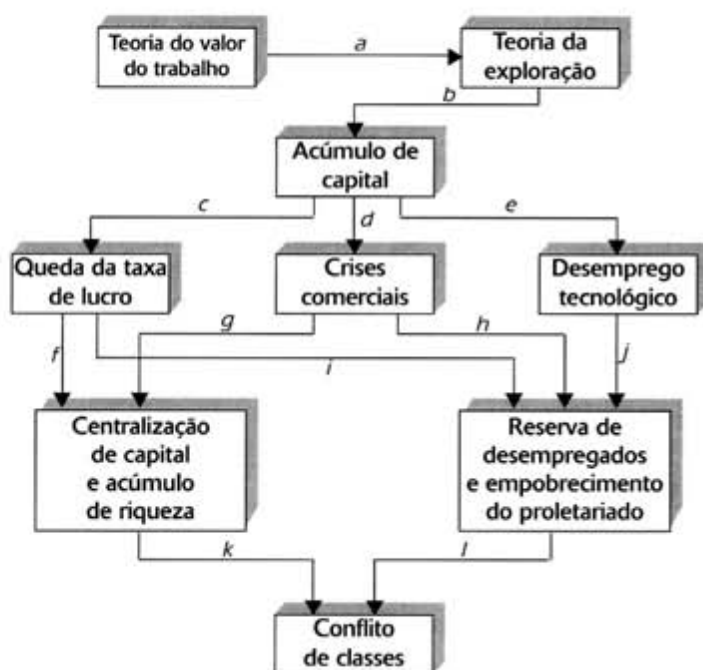 Teoria do valor
do trabalho
a
Teoria da
exploração
b
Acúmulo de
capital
c
d
e
Queda da taxa
de lucro
Crises
comerciais
Desemprego
tecnológico
f
g
h
i
j
Centralização
de capital
e acúmulo
de riqueza
Reserva de
desempregados
e empobrecimento
do proletariado
k
l
Conflito
de classes